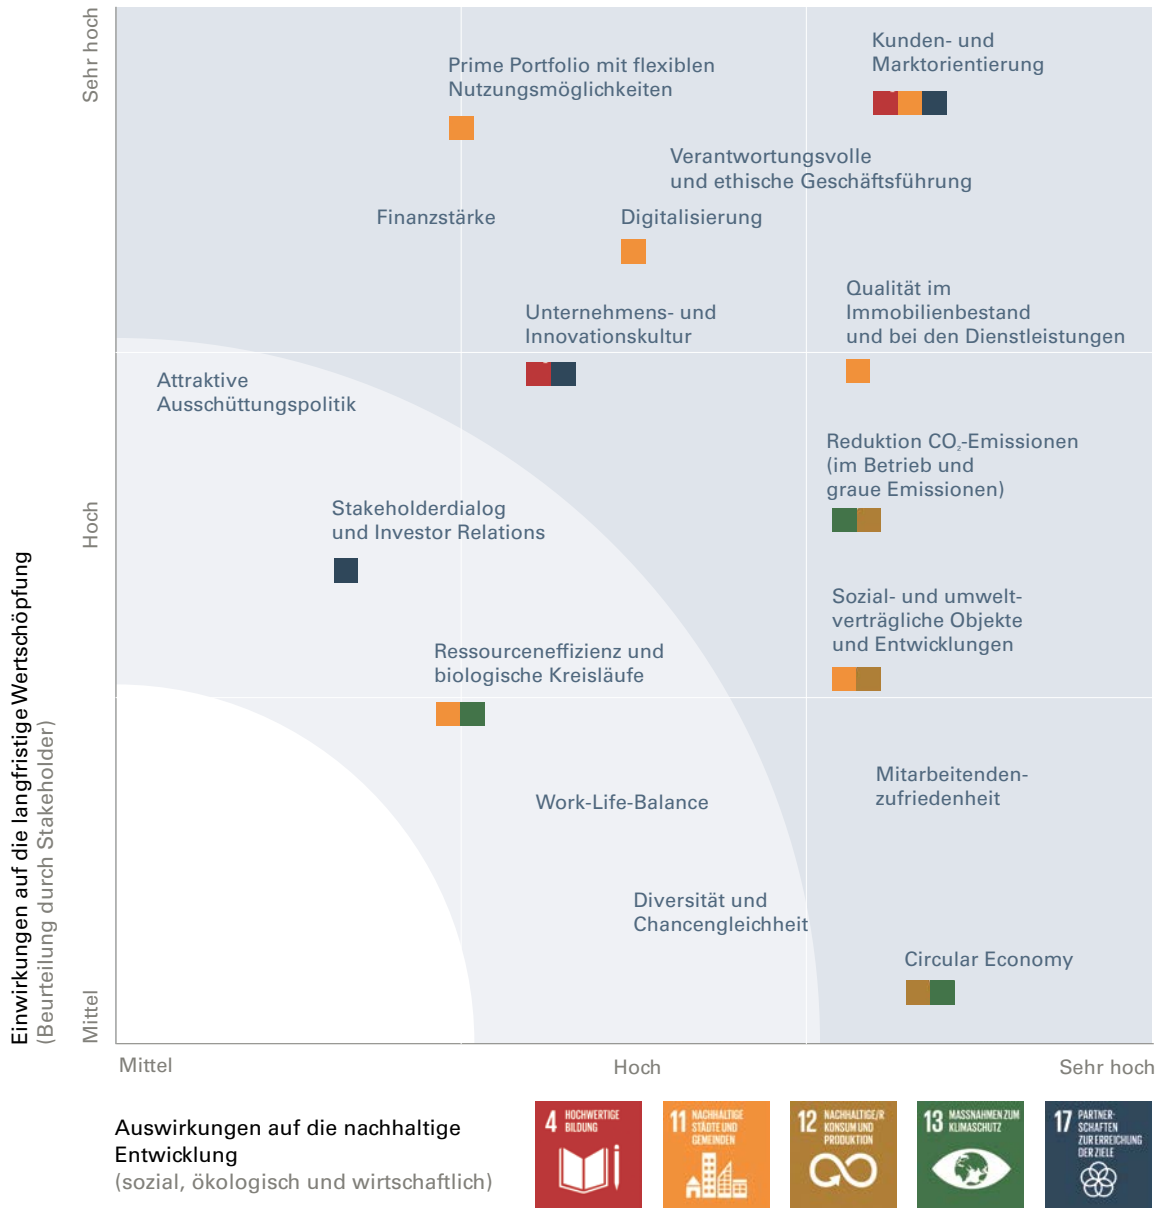 Sehr hoch
Hoch
Mittel
Einwirkungen auf die langfristige Wertschöpfung
(Beurteilung durch Stakeholder)
Kunden- und
Marktorientierung
Prime Portfolio mit flexiblen
Nutzungsmöglichkeiten
Verantwortungsvolle
und ethische Geschäftsführung
Finanzstärke
Digitalisierung
Qualität im
Immobilienbestand
und bei den Dienstleistungen
Unternehmens- und
Innovationskultur
Attraktive
Ausschüttungspolitik
Reduktion CO₂-Emissionen
(im Betrieb und
graue Emissionen)
Stakeholderdialog
und Investor Relations
Sozial- und umwelt-
verträgliche Objekte
und Entwicklungen
Ressourceneffizienz und
biologische Kreisläufe
Mitarbeitenden-
zufriedenheit
Work-Life-Balance
Diversität und
Chancengleichheit
Circular Economy
Mittel
Hoch
Sehr hoch
Auswirkungen auf die nachhaltige
Entwicklung
(sozial, ökologisch und wirtschaftlich)
4 HOCHWERTIGE
BILDUNG
11 NACHHALTIGE
STÄDTE UND
GEMEINDEN
12 NACHHALTIGE/R
KONSUM UND
PRODUKTION
13 MASSNAHMEN ZUM
KLIMASCHUTZ
17 PARTNER-
SCHAFTEN
ZUR ERREICHUNG
DER ZIELE